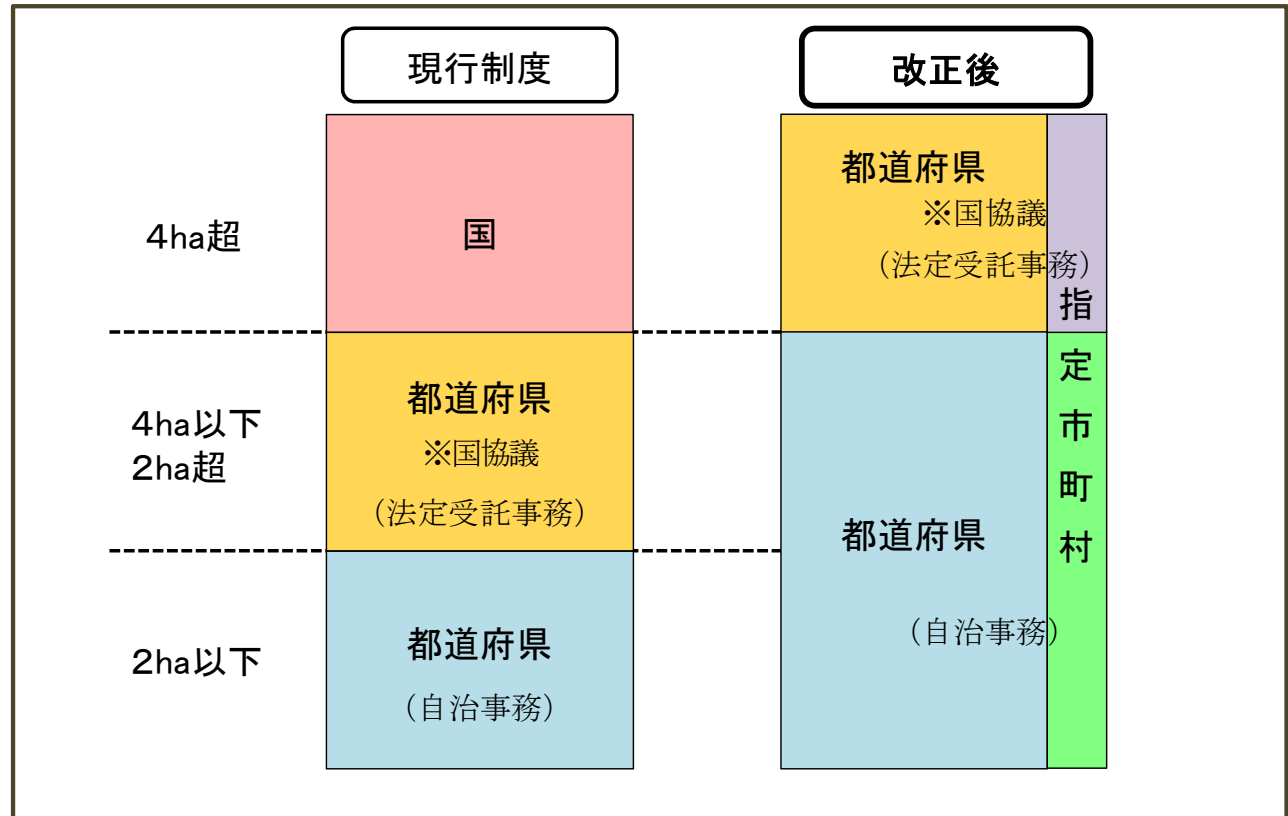 現行制度
改正後
4ha超
国
都道府県
※国協議
（法定受託事務）
指定市町村
4ha以下
2ha超
都道府県
※国協議
（法定受託事務）
都道府県
（自治事務）
2ha以下
都道府県
（自治事務）